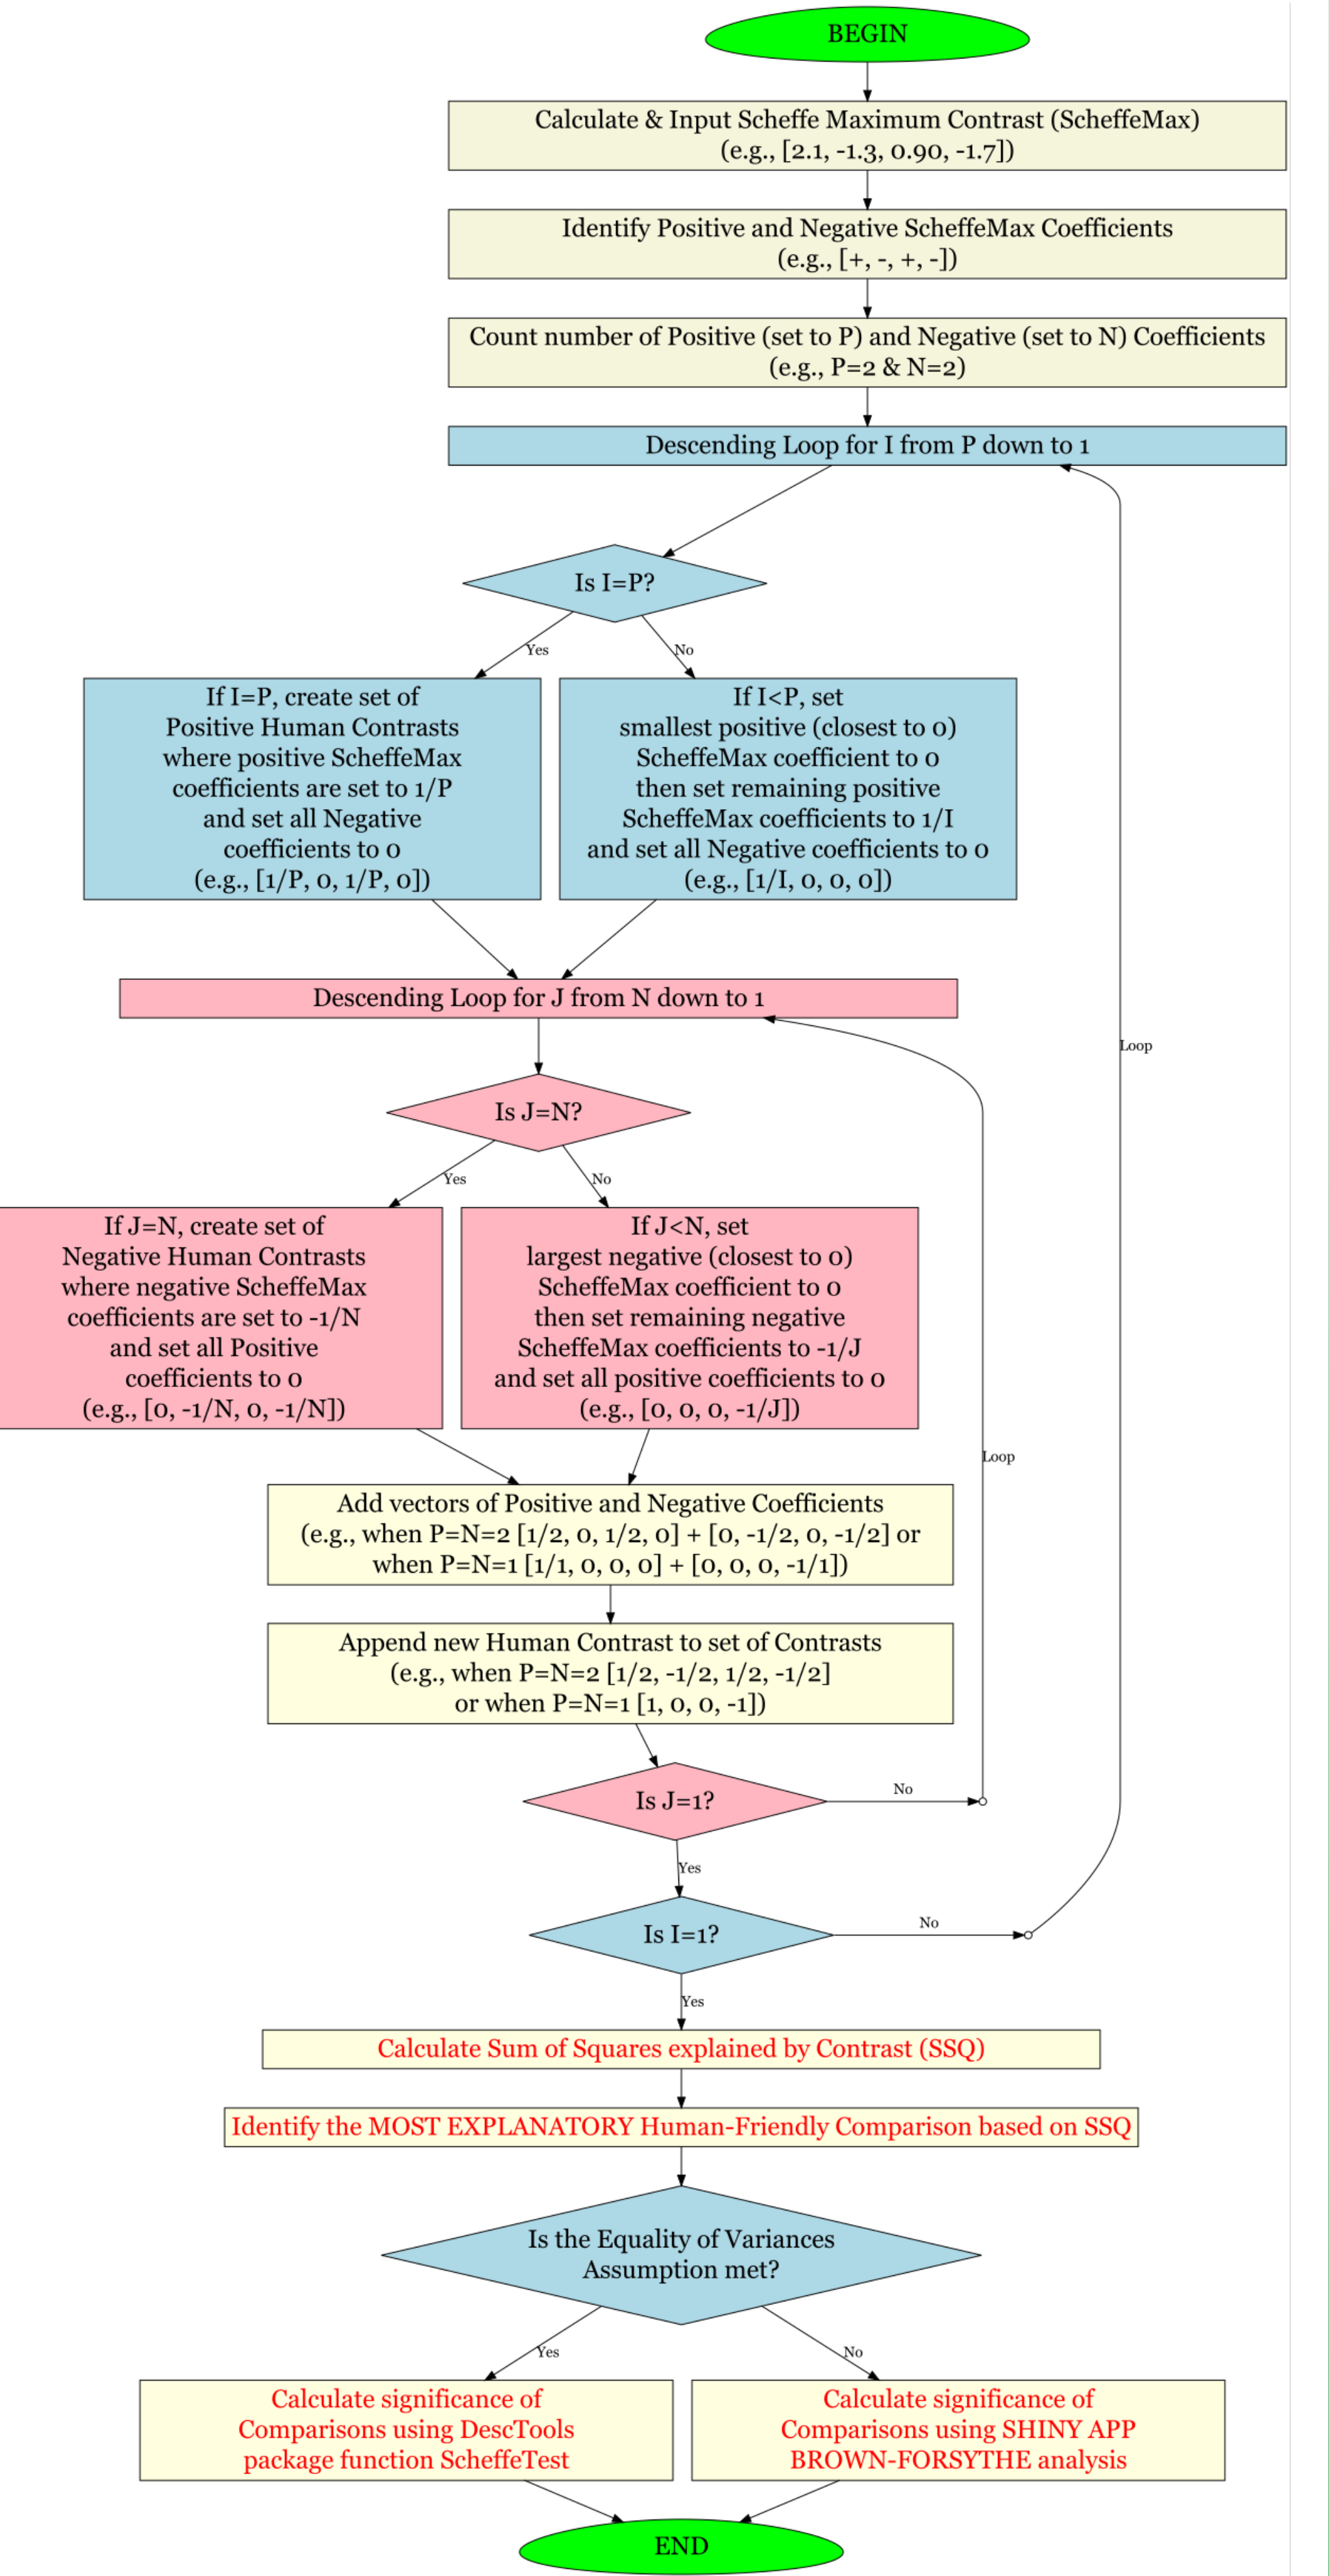 BEGIN
Calculate & Input Scheffe Maximum Contrast (ScheffeMax)
(e.g., [2.1, -1.3, 0.90, -1.7])
Identify Positive and Negative ScheffeMax Coefficients
(e.g., [+, -, +, -])
Count number of Positive (set to P) and Negative (set to N) Coefficients
(e.g., P=2 & N=2)
Descending Loop for I from P down to 1
Is I=P?
Yes
No
If I=P, create set of
Positive Human Contrasts
where positive ScheffeMax
coefficients are set to 1/P
and set all Negative
coefficients to 0
(e.g., [1/P, 0, 1/P, 0])
If I<P, set
smallest positive (closest to 0)
ScheffeMax coefficient to 0
then set remaining positive
ScheffeMax coefficients to 1/I
and set all Negative coefficients to 0
(e.g., [1/I, 0, 0, 0])
Descending Loop for J from N down to 1
Loop
Is J=N?
Yes
No
If J=N, create set of
Negative Human Contrasts
where negative ScheffeMax
coefficients are set to -1/N
and set all Positive
coefficients to 0
(e.g., [0, -1/N, 0, -1/N])
If J<N, set
largest negative (closest to 0)
ScheffeMax coefficient to 0
then set remaining negative
ScheffeMax coefficients to -1/J
and set all positive coefficients to 0
(e.g., [0, 0, 0, -1/J])
Loop
Add vectors of Positive and Negative Coefficients
(e.g., when P=N=2 [1/2, 0, 1/2, 0] + [0, -1/2, 0, -1/2] or
when P=N=1 [1/1, 0, 0, 0] + [0, 0, 0, -1/1])
Append new Human Contrast to set of Contrasts
(e.g., when P=N=2 [1/2, -1/2, 1/2, -1/2]
or when P=N=1 [1, 0, 0, -1])
Is J=1?
No
Yes
Is I=1?
No
Yes
Calculate Sum of Squares explained by Contrast (SSQ)
Identify the MOST EXPLANATORY Human-Friendly Comparison based on SSQ
Is the Equality of Variances
Assumption met?
Yes
No
Calculate significance of
Comparisons using DescTools
package function ScheffeTest
Calculate significance of
Comparisons using SHINY APP
BROWN-FORSYTHE analysis
END